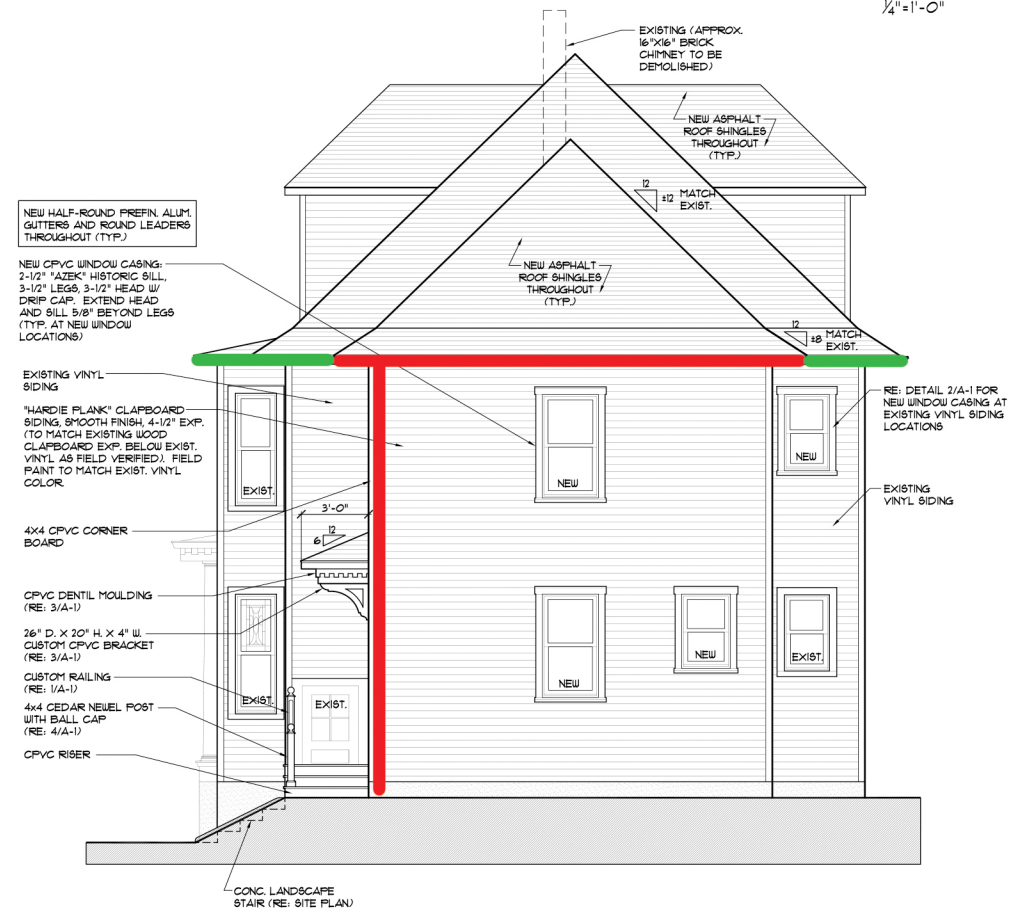 1/4"=1'-0"
EXISTING (APPROX.
16"X16" BRICK
CHIMNEY TO BE
DEMOLISHED)
NEW ASPHALT
ROOF SHINGLES
THROUGHOUT
(TYP.)
12
±12
MATCH
EXIST.
NEW HALF-ROUND PREFIN. ALUM.
GUTTERS AND ROUND LEADERS
THROUGHOUT (TYP.)
NEW CPVC WINDOW CASING:
2-1/2" "AZEK" HISTORIC SILL,
3-1/2" LEGS, 3-1/2" HEAD W/
DRIP CAP. EXTEND HEAD
AND SILL 5/8" BEYOND LEGS
(TYP. AT NEW WINDOW
LOCATIONS)
NEW ASPHALT
ROOF SHINGLES
THROUGHOUT
(TYP.)
12
±8
MATCH
EXIST.
EXISTING VINYL
SIDING
"HARDIE PLANK" CLAPBOARD
SIDING, SMOOTH FINISH, 4-1/2" EXP.
(TO MATCH EXISTING WOOD
CLAPBOARD EXP. BELOW EXIST.
VINYL AS FIELD VERIFIED). FIELD
PAINT TO MATCH EXIST. VINYL
COLOR.
RE: DETAIL 2/A-1 FOR
NEW WINDOW CASING AT
EXISTING VINYL SIDING
LOCATIONS
EXIST.
NEW
NEW
EXISTING
VINYL SIDING
3'-0"
12
6
4X4 CPVC CORNER
BOARD
CPVC DENTIL MOULDING
(RE: 3/A-1)
26" D. X 20" H. X 4" W.
CUSTOM CPVC BRACKET
(RE: 3/A-1)
CUSTOM RAILING
(RE: 1/A-1)
4x4 CEDAR NEWEL POST
WITH BALL CAP
(RE: 4/A-1)
CPVC RISER
EXIST.
EXIST.
NEW
NEW
EXIST.
CONC. LANDSCAPE
STAIR (RE: SITE PLAN)